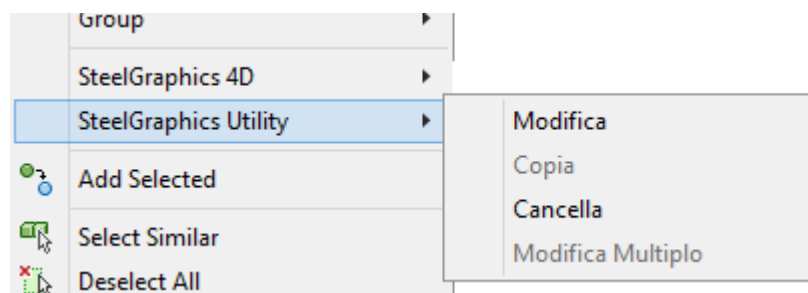 Group
SteelGraphics 4D
SteelGraphics Utility
Modifica
Copia
Add Selected
Cancella
Select Similar
Modifica Multiplo
Deselect All